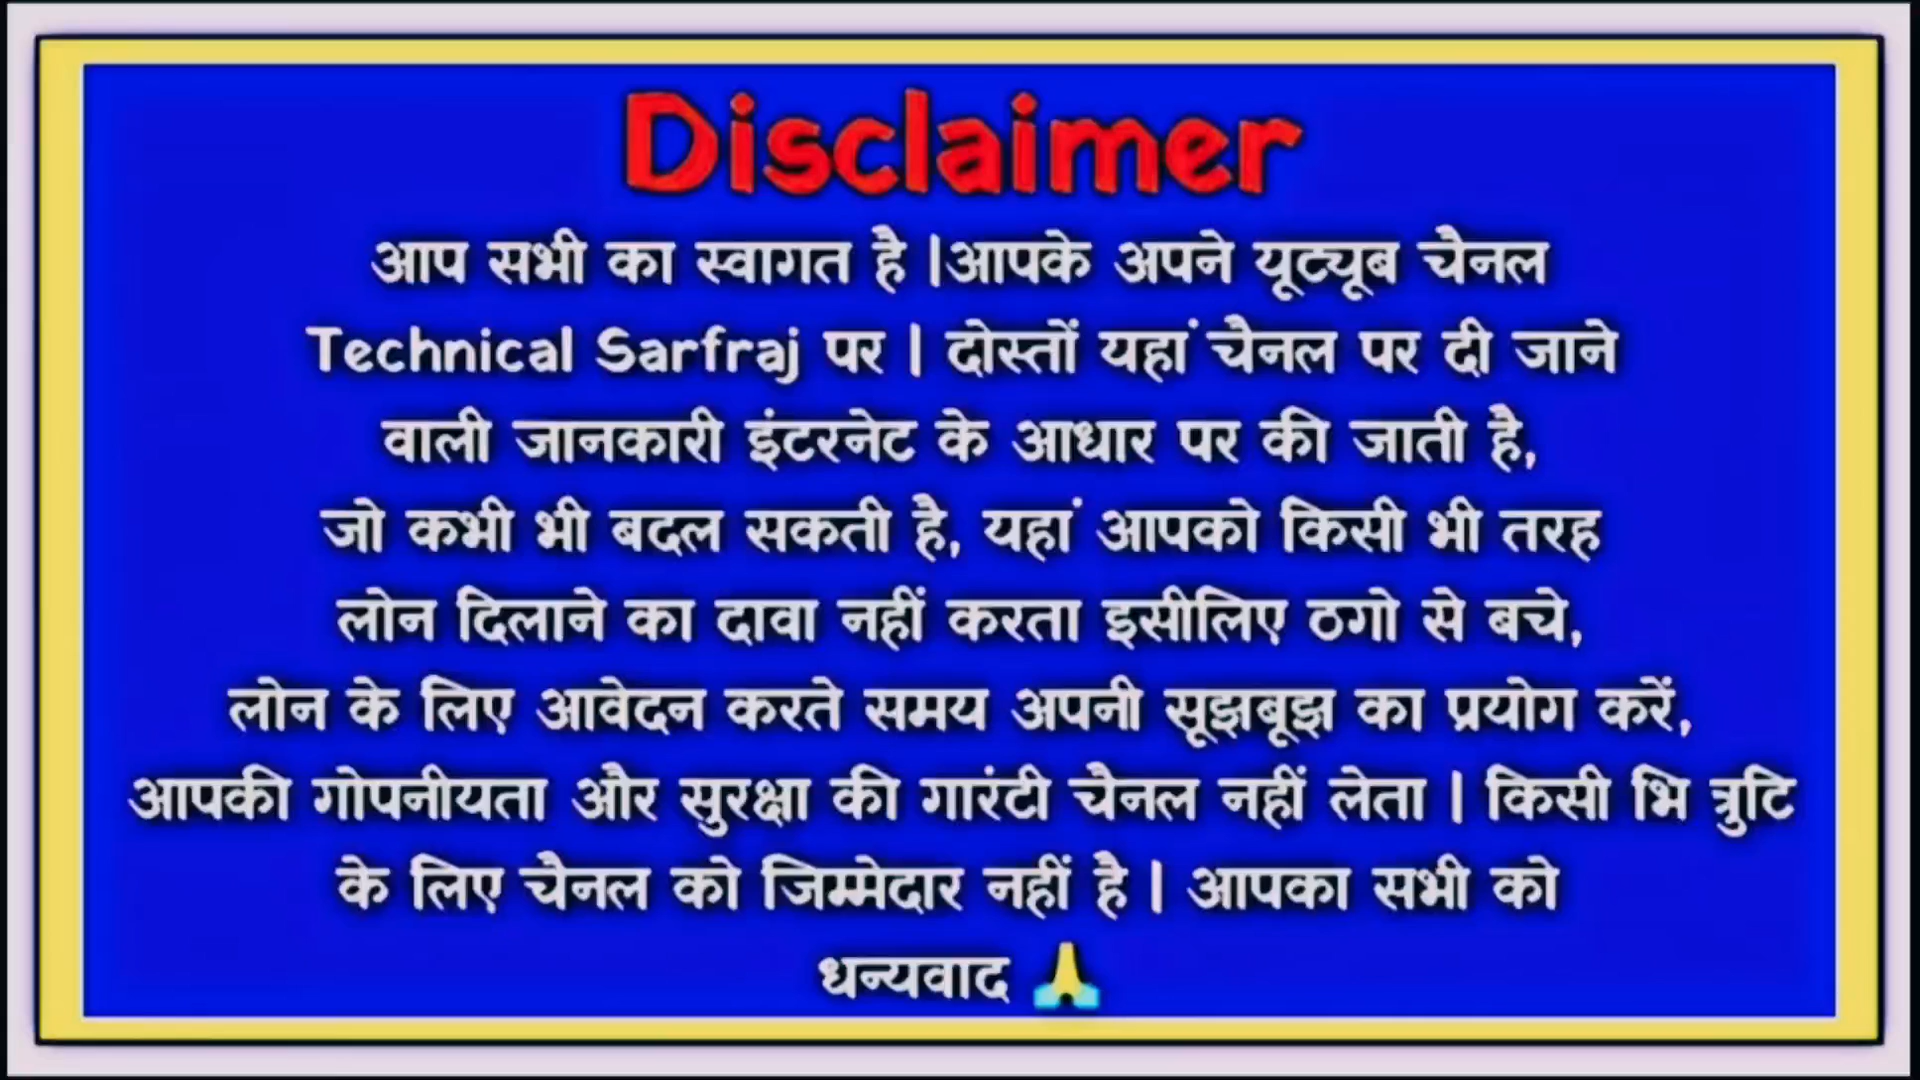 Disclaimer
आप सभी का स्वागत है |आपके अपने यूट्यूब चैनल
Technical Sarfraj पर | दोस्तों यहां चैनल पर दी जाने
वाली जानकारी इंटरनेट के आधार पर की जाती है,
जो कभी भी बदल सकती है, यहां आपको किसी भी तरह
लोन दिलाने का दावा नहीं करता इसीलिए ठगो से बचे,
लोन के लिए आवेदन करते समय अपनी सूझबूझ का प्रयोग करें,
आपकी गोपनीयता और सुरक्षा की गारंटी चैनल नहीं लेता | किसी भि त्रुटि
के लिए चैनल को जिम्मेदार नहीं है | आपका सभी को
धन्यवाद 🙏